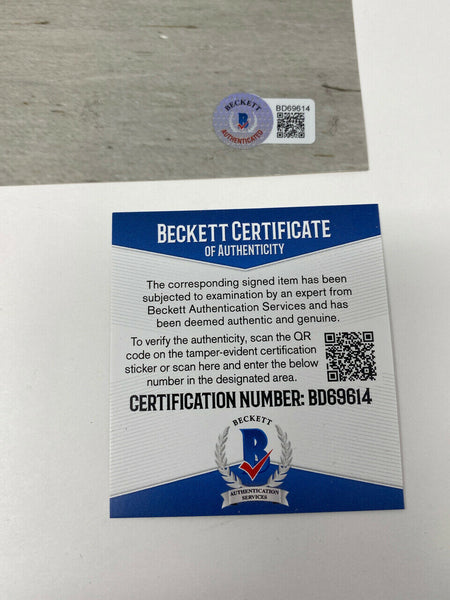 BECKETT
B
AUTHENTICATED
BD69614
BECKETT CERTIFICATE
OF AUTHENTICITY
The corresponding signed item has been
subjected to examination by an expert from
Beckett Authentication Services and has
been deemed authentic and genuine.
To verify the authenticity, scan the QR
code on the tamper-evident certification
sticker or scan here and enter the below
number in the designated area.
CERTIFICATION NUMBER: BD69614
BECKETT
B
AUTHENTICATION
SERVICES